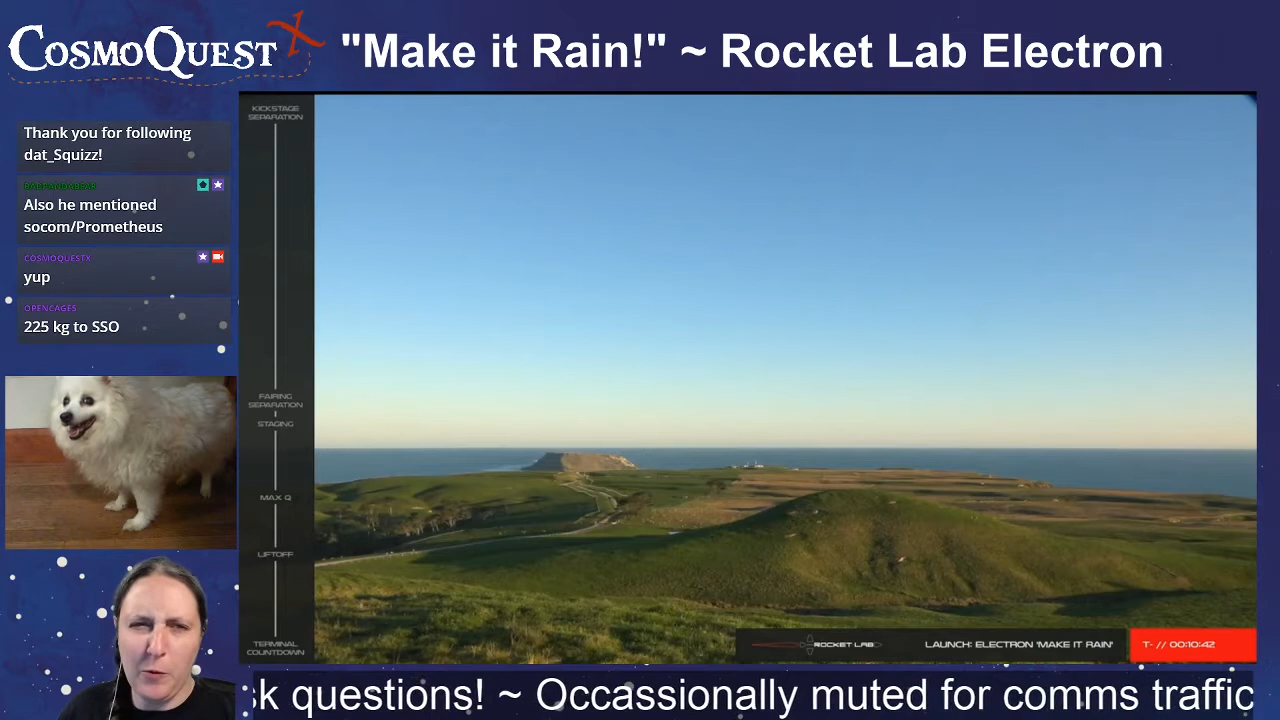 CosmoQuest X
"Make it Rain!" ~ Rocket Lab Electron
Thank you for following
dat_Squizz!
Also he mentioned
socom/Prometheus
COSMOQUESTX
yup
OPENCAGES
225 kg to SSO
KICKSTAGE
SEPARATION
FAIRING
SEPARATION
STAGING
MAX Q
LIFTOFF
TERMINAL
COUNTDOWN
ROCKET LAB
LAUNCH: ELECTRON 'MAKE IT RAIN'
T- // 00:10:42
sk questions! ~ Occassionally muted for comms traffic